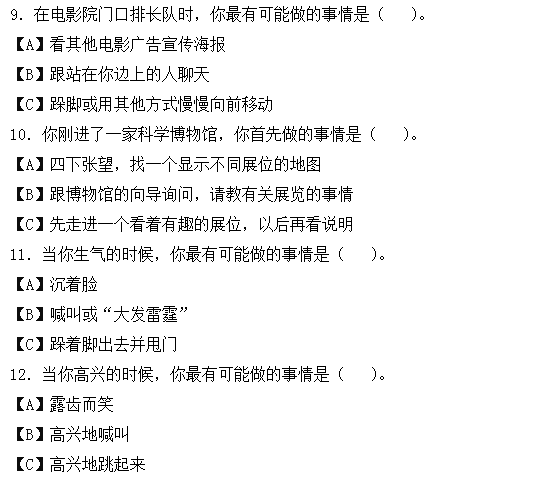 9. 在电影院门口排长队时，你最有可能做的事情是（   ）。
【A】看其他电影广告宣传海报
【B】跟站在你边上的人聊天
【C】跺脚或用其他方式慢慢向前移动
10. 你刚进了一家科学博物馆，你首先做的事情是（   ）。
【A】四下张望，找一个显示不同展位的地图
【B】跟博物馆的向导询问，请教有关展览的事情
【C】先走进一个看着有趣的展位，以后再看说明
11. 当你生气的时候，你最有可能做的事情是（   ）。
【A】沉着脸
【B】喊叫或“大发雷霆”
【C】跺着脚出去并甩门
12. 当你高兴的时候，你最有可能做的事情是（   ）。
【A】露齿而笑
【B】高兴地喊叫
【C】高兴地跳起来